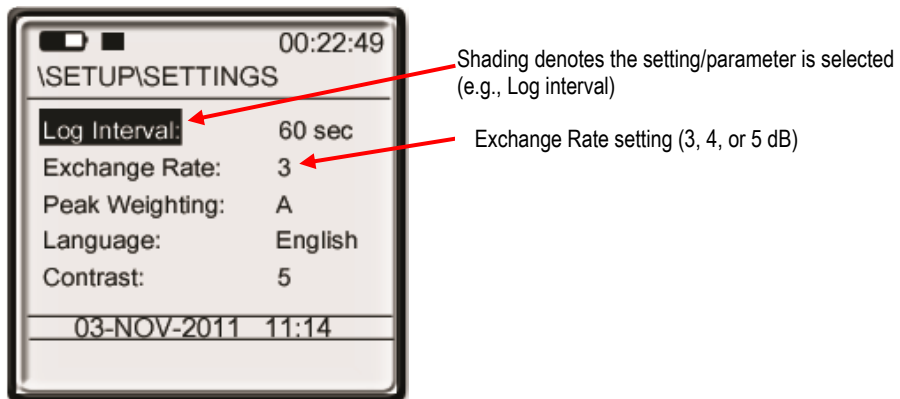 00:22:49
\SETUP\SETTINGS
Log Interval: 60 sec
Exchange Rate: 3
Peak Weighting: A
Language: English
Contrast: 5
03-NOV-2011 11:14
Shading denotes the setting/parameter is selected
(e.g., Log interval)
Exchange Rate setting (3, 4, or 5 dB)